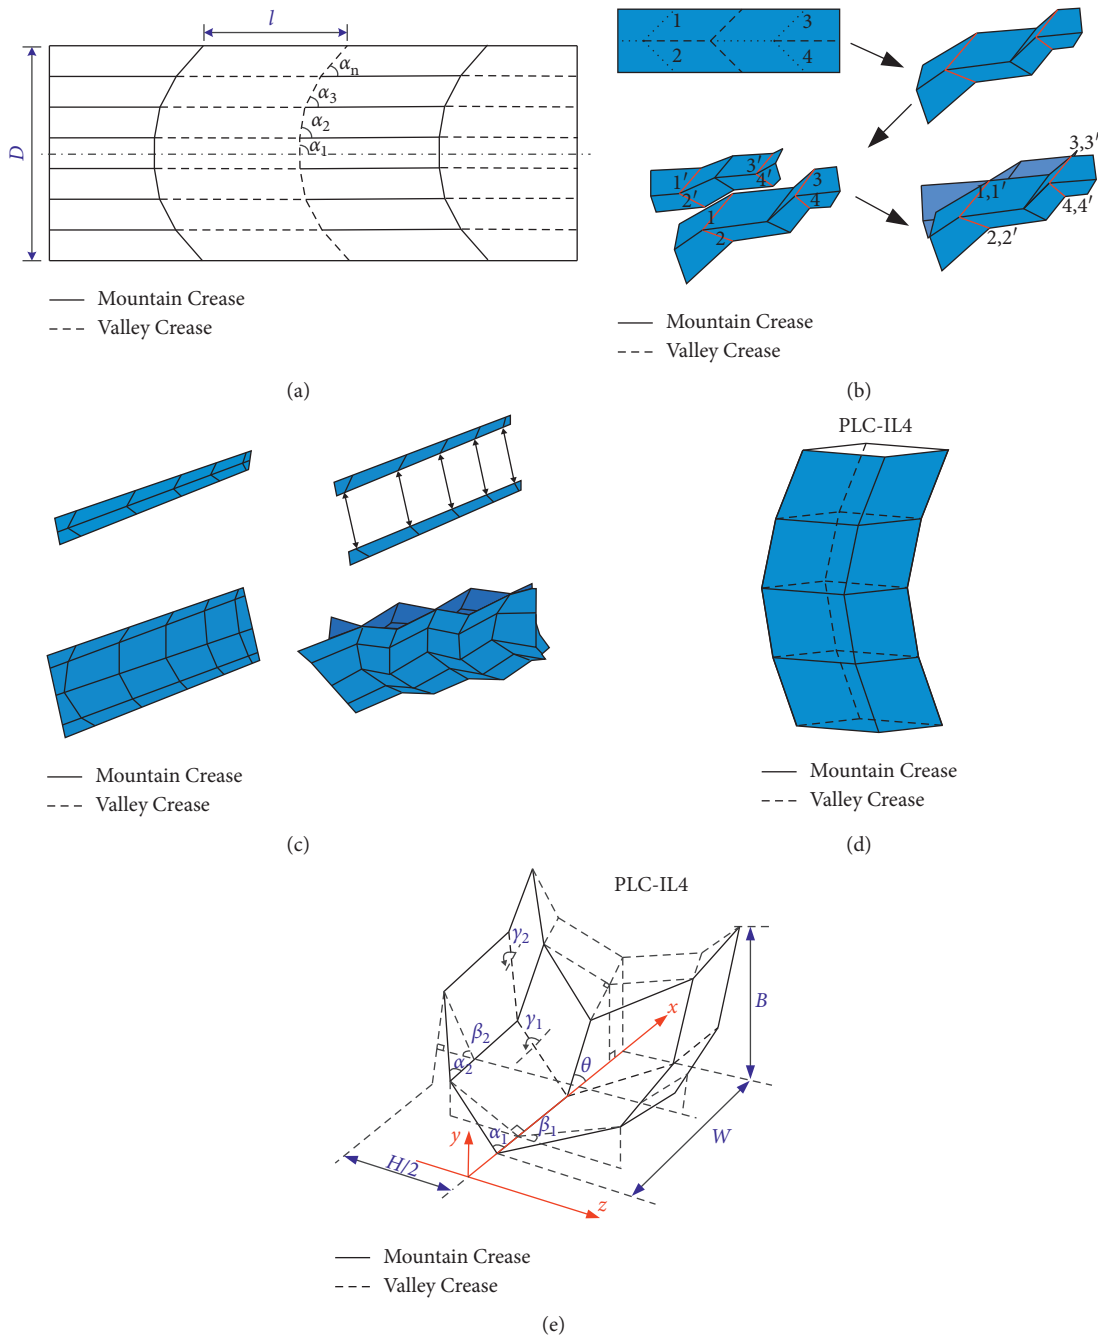 l
D
αn
α3
α2
α1
Mountain Crease
Valley Crease
(a)
1 3
2 4
1′ 3′
2′ 4′
1 3
2 4
3,3′
1,1′
4,4′
2,2′
Mountain Crease
Valley Crease
(b)
Mountain Crease
Valley Crease
(c)
PLC-IL4
Mountain Crease
Valley Crease
(d)
PLC-IL4
γ2
γ1
x
B
β2
α2
θ
W
y
α1 β1
H/2
z
Mountain Crease
Valley Crease
(e)